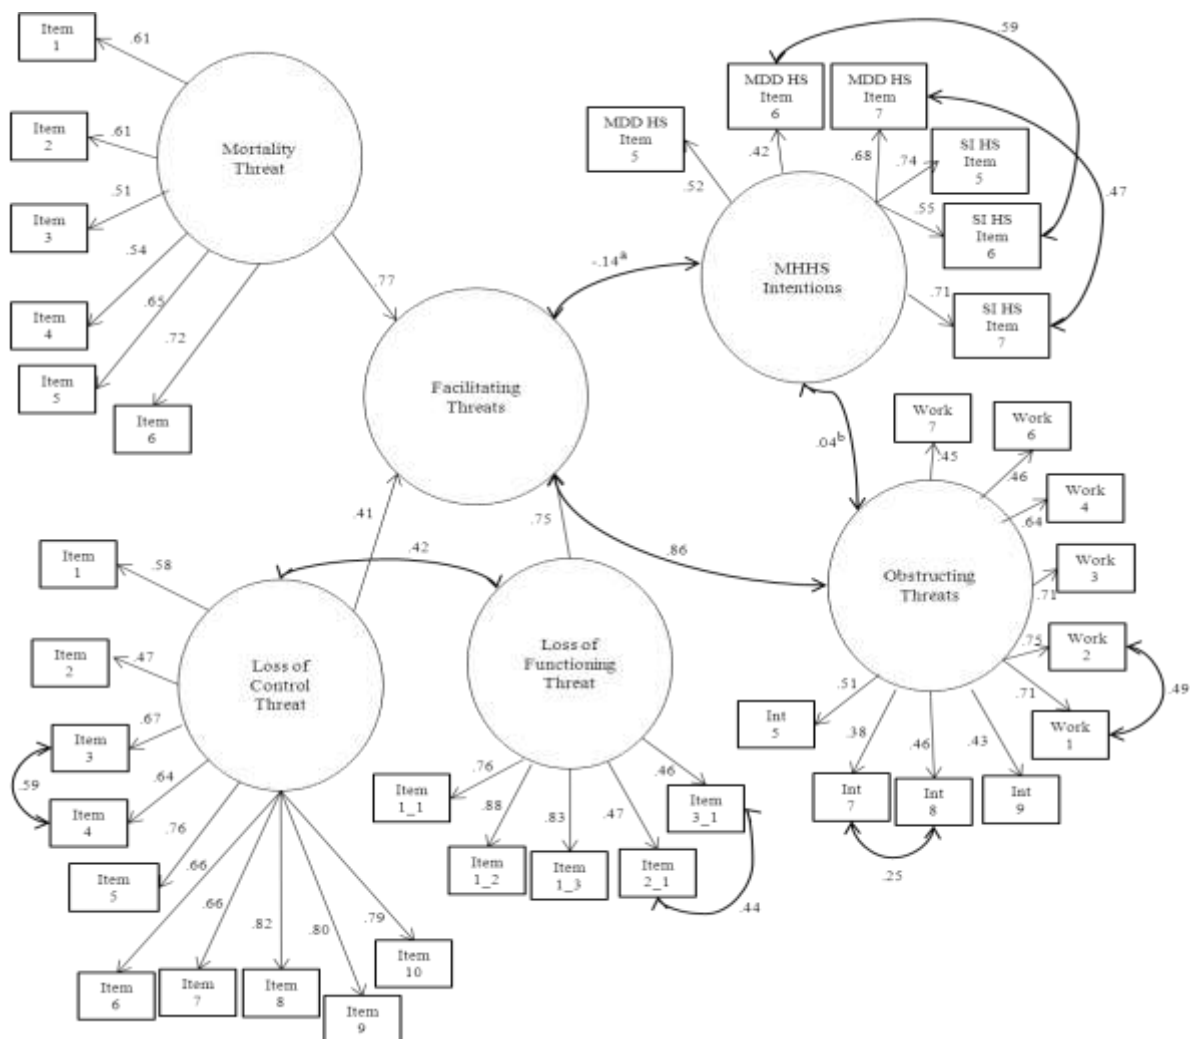 Item
1
.61
Item
2
.61
Mortality
Threat
Item
3
.51
Item
4
.54
Item
5
.65
Item
6
.72
.77
Facilitating
Threats
-.14a
MDD HS
Item
5
.52
MDD HS
Item
6
.42
MDD HS
Item
7
.68
.59
SI HS
Item
5
.74
SI HS
Item
6
.55
.47
SI HS
Item
7
.71
MHHS
Intentions
.04b
.86
Work
7
.45
Work
6
.46
Work
4
.64
Work
3
.71
Work
2
.75
Work
1
.71
.49
Obstructing
Threats
Int
5
.51
Int
7
.38
Int
8
.46
Int
9
.43
.25
.41
.42
.75
Item
1
.58
Item
2
.47
Item
3
.67
Item
4
.64
.59
Loss of
Control
Threat
Item
5
.76
Item
6
.66
Item
7
.66
Item
8
.82
Item
9
.80
Item
10
.79
Loss of
Functioning
Threat
Item
1_1
.76
Item
1_2
.88
Item
1_3
.83
Item
2_1
.47
Item
3_1
.46
.44